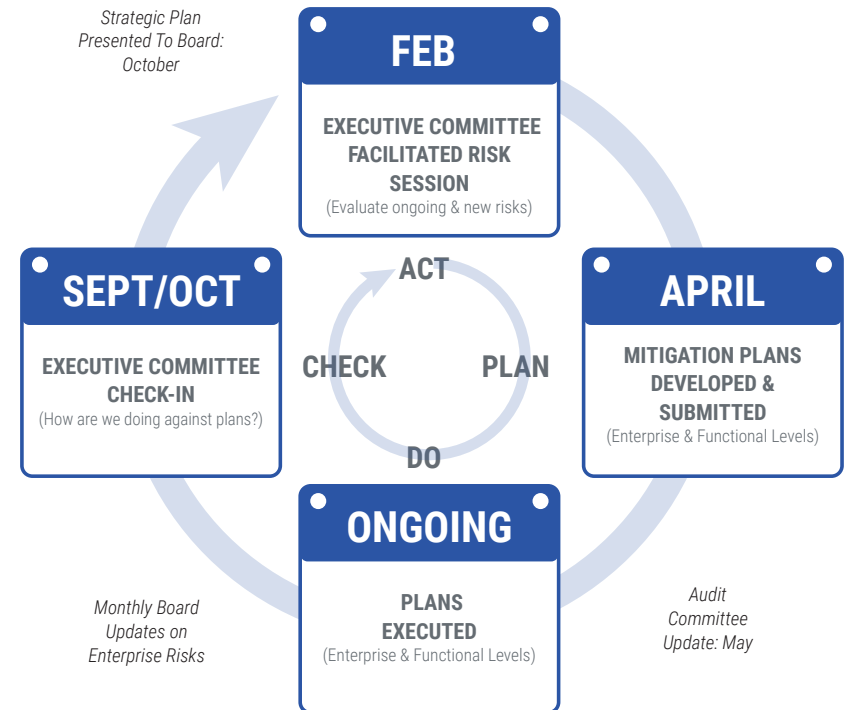 Strategic Plan
Presented To Board:
October
FEB
EXECUTIVE COMMITTEE
FACILITATED RISK
SESSION
(Evaluate ongoing & new risks)
SEPT/OCT
EXECUTIVE COMMITTEE
CHECK-IN
(How are we doing against plans?)
ACT
CHECK
PLAN
DO
APRIL
MITIGATION PLANS
DEVELOPED &
SUBMITTED
(Enterprise & Functional Levels)
ONGOING
PLANS
EXECUTED
(Enterprise & Functional Levels)
Monthly Board
Updates on
Enterprise Risks
Audit
Committee
Update: May